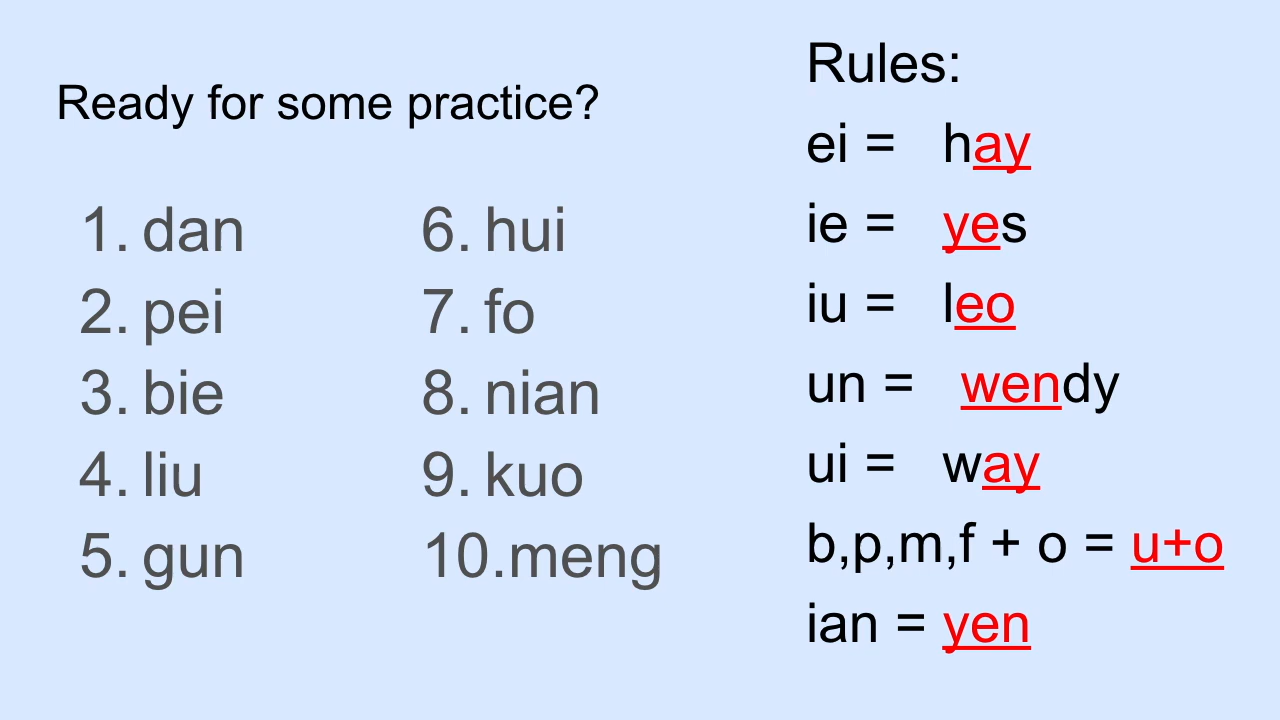 Ready for some practice?
1. dan
2. pei
3. bie
4. liu
5. gun
6. hui
7. fo
8. nian
9. kuo
10.meng
Rules:
ei = hay
ie = yes
iu = leo
un = wendy
ui = way
b,p,m,f + o = u+o
ian = yen